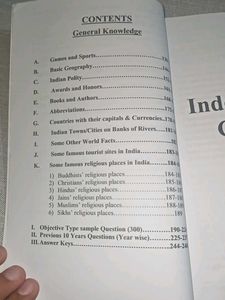 CONTENTS
General Knowledge
A. Games and Sports
B. Basic Geography
C. Indian Polity
D. Awards and Honors
E. Books and Authors
F. Abbreviations
G. Countries with their capitals & Currencies
H. Indian Towns/Cities on Banks of Rivers
I. Some Other World Facts
J. Some famous tourist sites in India
K. Some famous religious places in India
1) Buddhists' religious places
2) Christians' religious places
3) Hindus' religious places
4) Jains' religious places
5) Muslims' religious places
6) Sikhs' religious places 189
I. Objective Type sample Question (300)
II. Previous 10 Years Questions (Year wise)
III. Answer Keys